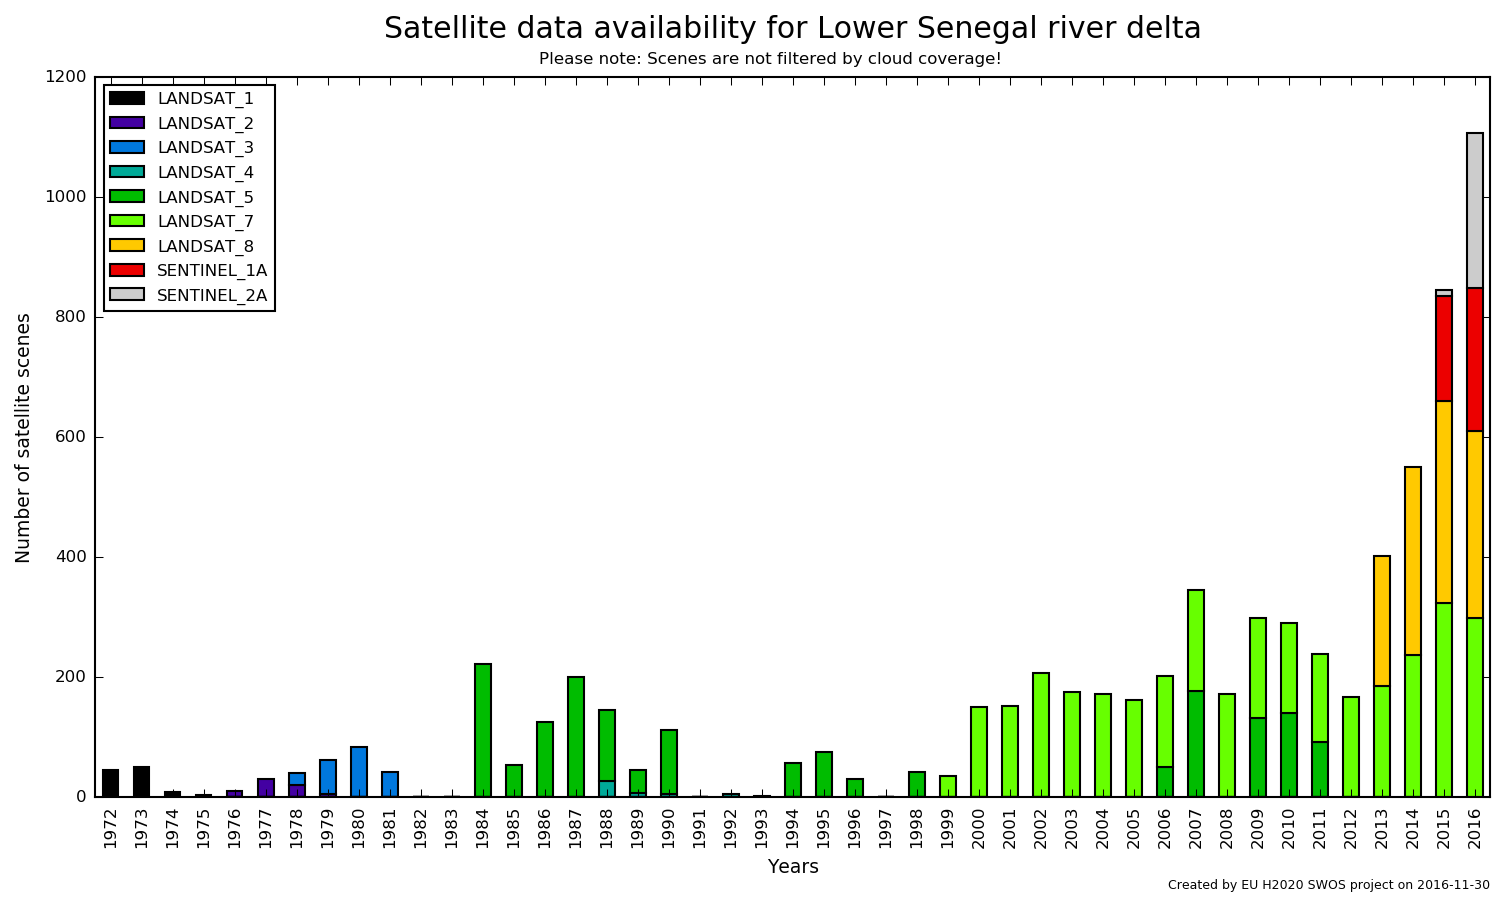 Satellite data availability for Lower Senegal river delta
Please note: Scenes are not filtered by cloud coverage!
1200
1000
800
600
400
200
0
Number of satellite scenes
LANDSAT_1
LANDSAT_2
LANDSAT_3
LANDSAT_4
LANDSAT_5
LANDSAT_7
LANDSAT_8
SENTINEL_1A
SENTINEL_2A
1972 1973 1974 1975 1976 1977 1978 1979 1980 1981 1982 1983 1984 1985 1986 1987 1988 1989 1990 1991 1992 1993 1994 1995 1996 1997 1998 1999 2000 2001 2002 2003 2004 2005 2006 2007 2008 2009 2010 2011 2012 2013 2014 2015 2016
Years
Created by EU H2020 SWOS project on 2016-11-30